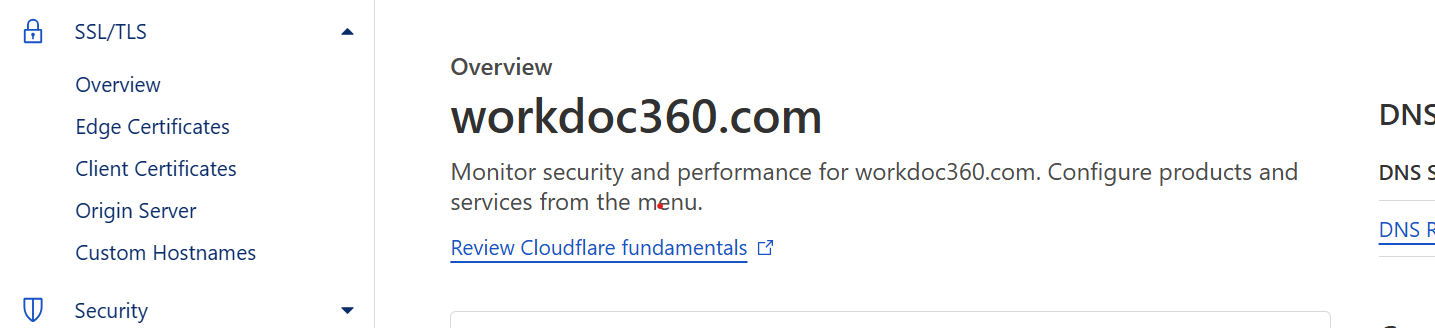 SSL/TLS
Overview
Edge Certificates
Client Certificates
Origin Server
Custom Hostnames
Security
Overview
workdoc360.com
Monitor security and performance for workdoc360.com. Configure products and
services from the menu.
Review Cloudflare fundamentals
DNS
DNS S
DNS R